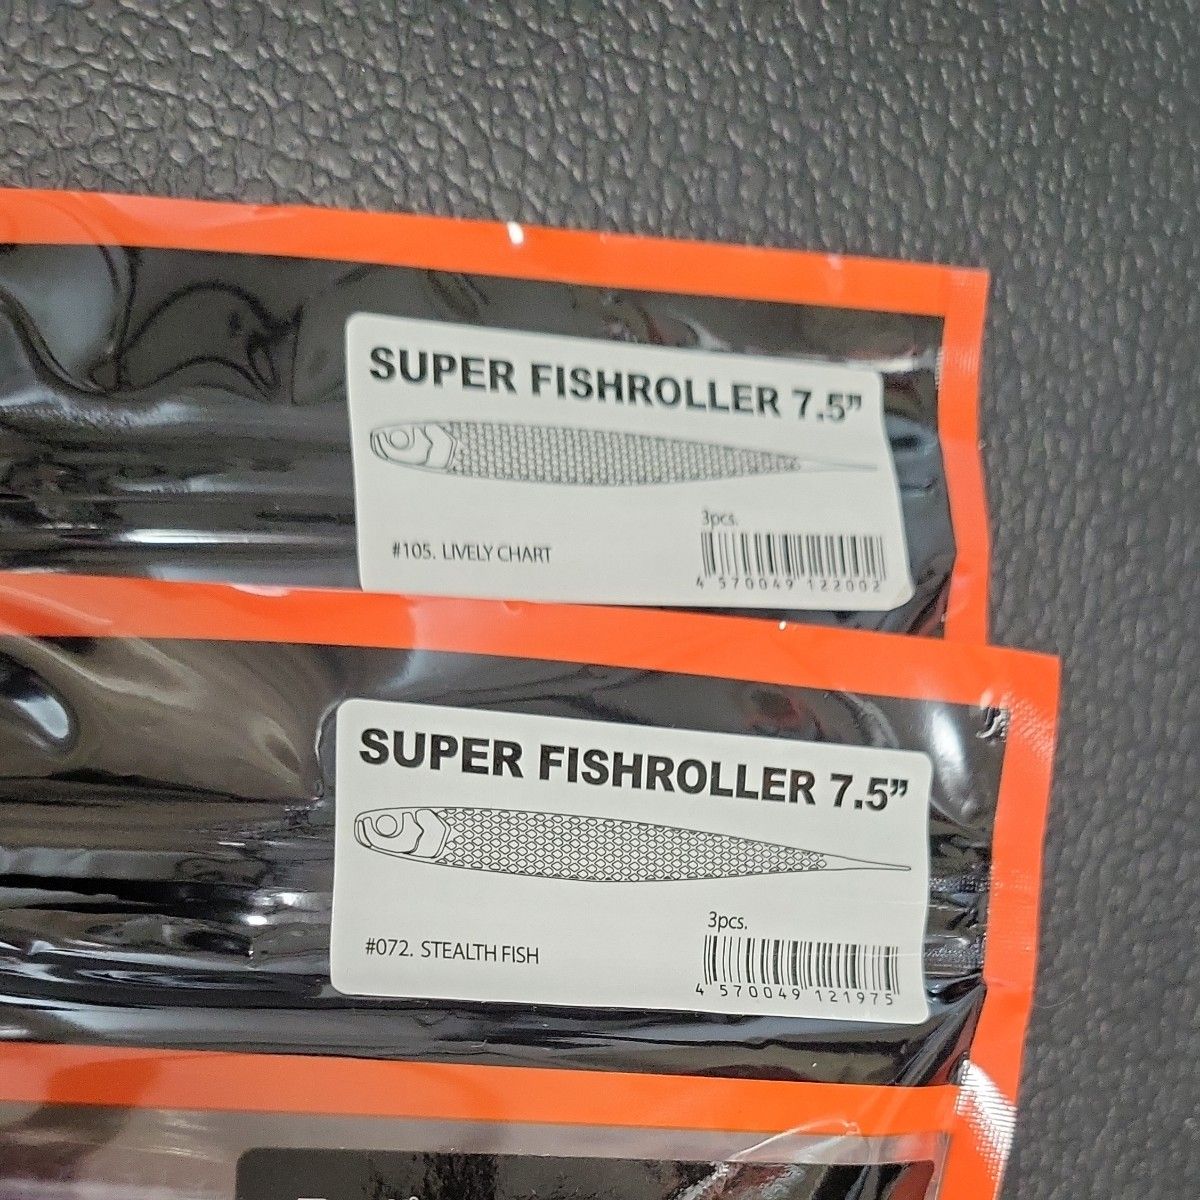 SUPER FISHROLLER 7.5”
3pcs.
#105. LIVELY CHART
4 570049 122002
SUPER FISHROLLER 7.5”
3pcs.
#072. STEALTH FISH
4 570049 121975